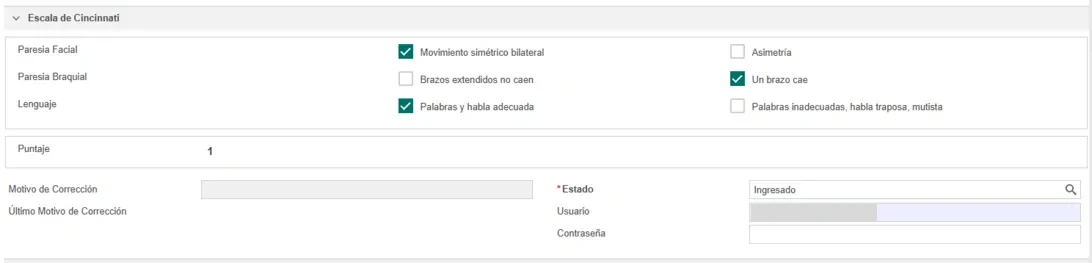 Escala de Cincinnati
Paresia Facial Movimiento simétrico bilateral Asimetría
Paresia Braquial Brazos extendidos no caen Un brazo cae
Lenguaje Palabras y habla adecuada Palabras inadecuadas, habla traposa, mutista
Puntaje 1
Motivo de Corrección *Estado Ingresado
Último Motivo de Corrección Usuario
Contraseña